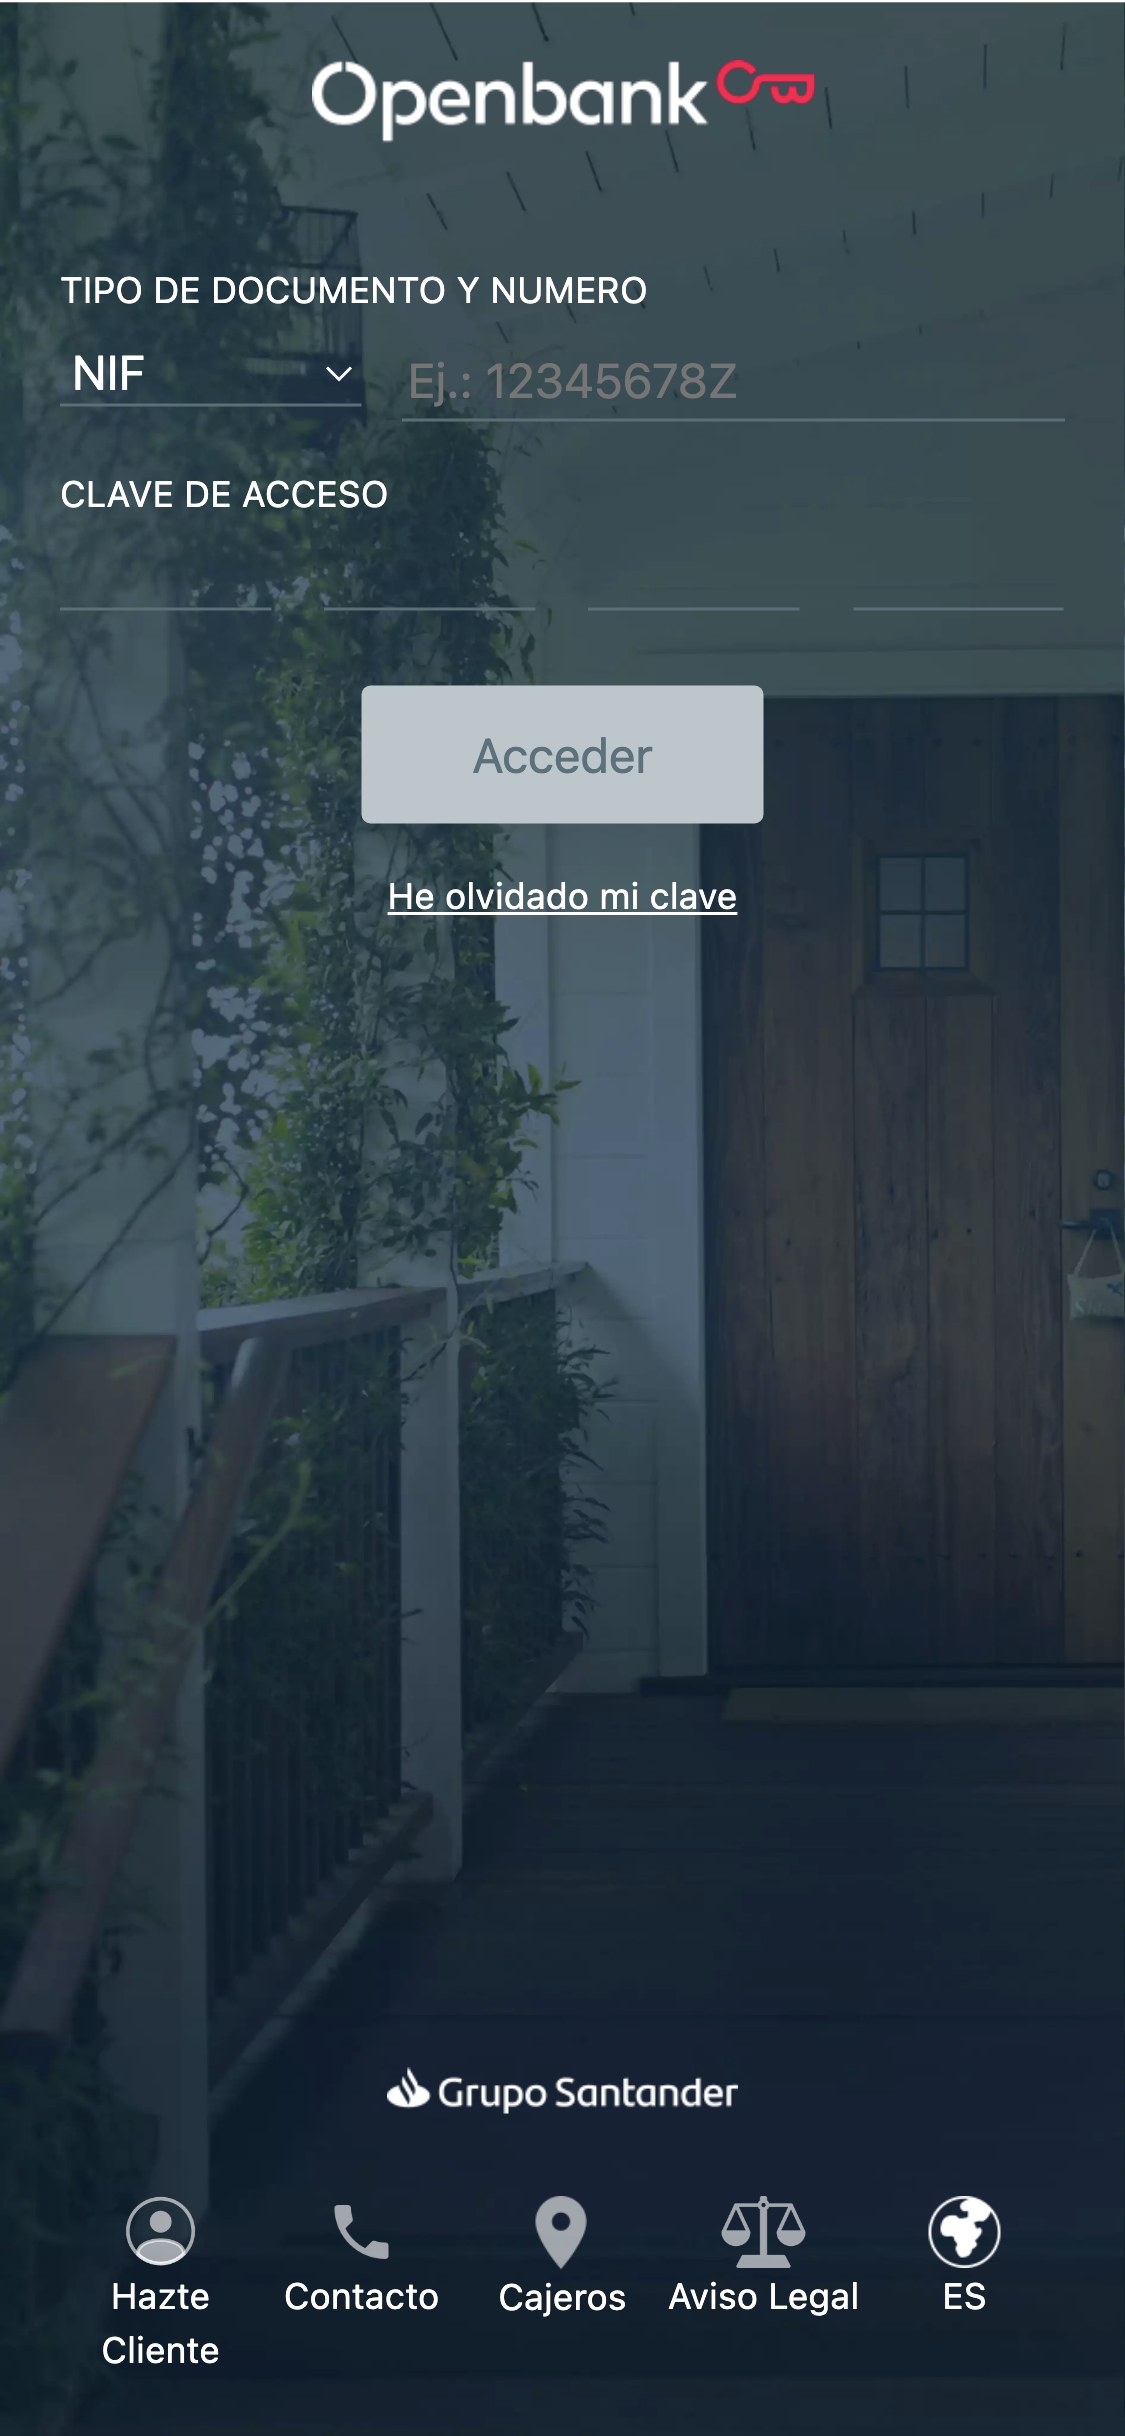 Openbank
TIPO DE DOCUMENTO Y NUMERO
NIF
Ej.: 12345678Z
CLAVE DE ACCESO
Acceder
He olvidado mi clave
Grupo Santander
Hazte Cliente
Contacto
Cajeros
Aviso Legal
ES